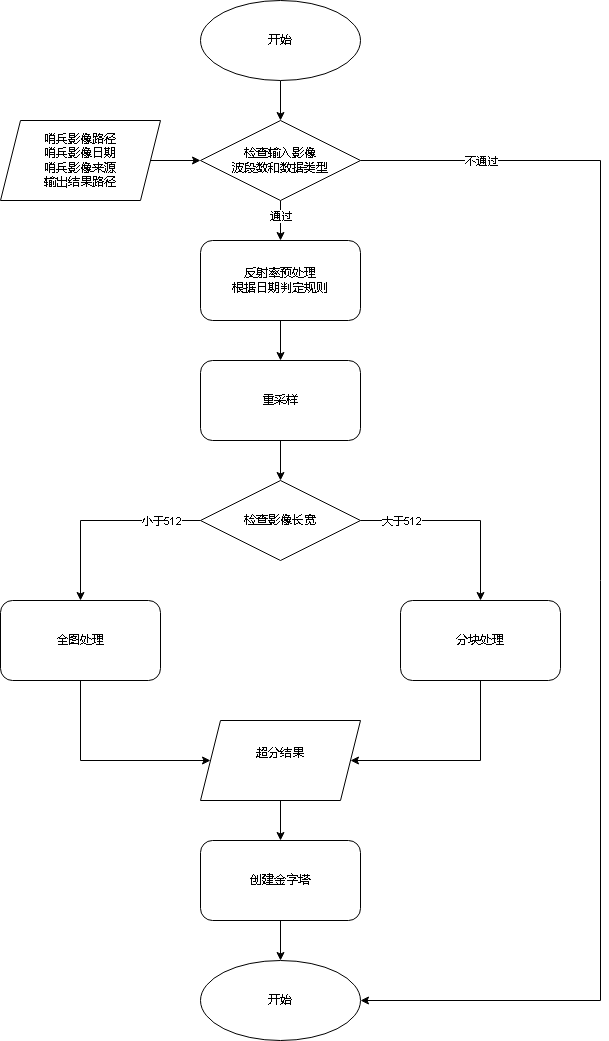 开始
哨兵影像路径
哨兵影像日期
哨兵影像来源
输出结果路径
检查输入影像
波段数和数据类型
不通过
通过
反射率预处理
根据日期判定规则
重采样
检查影像长宽
小于512
大于512
全图处理
分块处理
超分结果
创建金字塔
开始